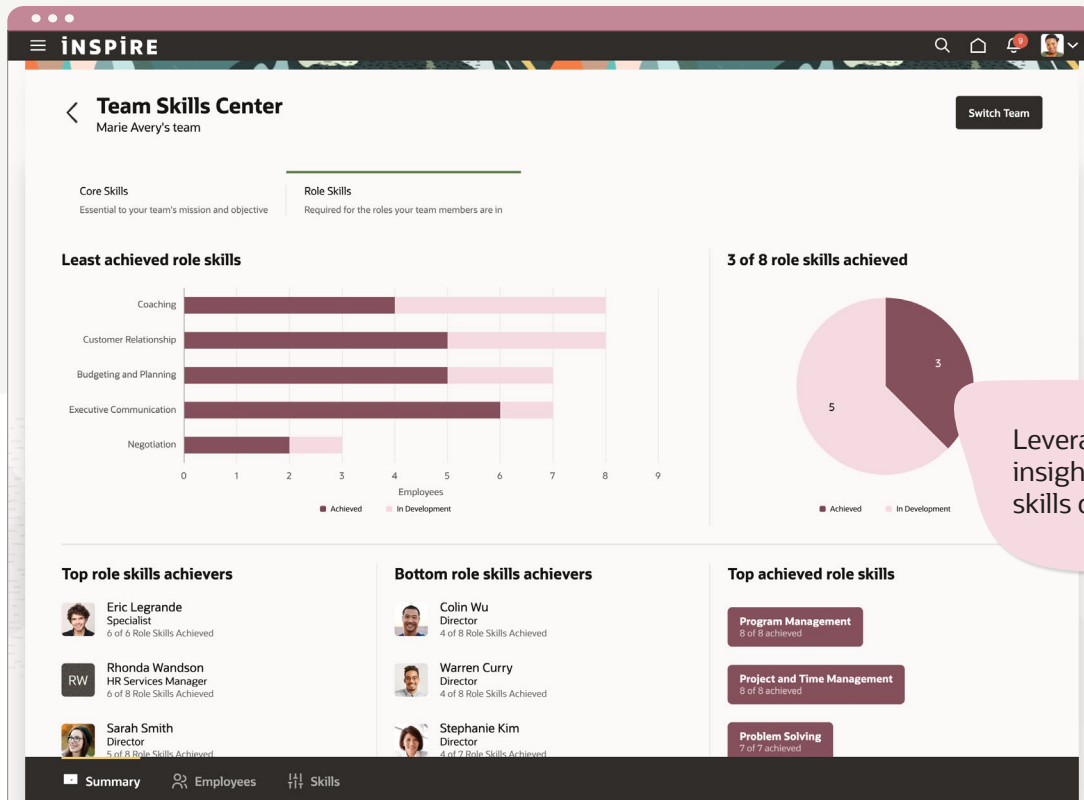 iNSPiRE
9
Team Skills Center
Marie Avery's team
Switch Team
Core Skills
Essential to your team's mission and objective
Role Skills
Required for the roles your team members are in
Least achieved role skills
Coaching
Customer Relationship
Budgeting and Planning
Executive Communication
Negotiation
0 1 2 3 4 5 6 7 8 9
Employees
Achieved In Development
3 of 8 role skills achieved
3
5
Achieved In Development
Top role skills achievers
Eric Legrande
Specialist
6 of 6 Role Skills Achieved
RW
Rhonda Wandson
HR Services Manager
6 of 8 Role Skills Achieved
Sarah Smith
Director
5 of 8 Role Skills Achieved
Bottom role skills achievers
Colin Wu
Director
4 of 8 Role Skills Achieved
Warren Curry
Director
4 of 8 Role Skills Achieved
Stephanie Kim
Director
4 of 7 Role Skills Achieved
Top achieved role skills
Program Management
8 of 8 achieved
Project and Time Management
8 of 8 achieved
Problem Solving
7 of 7 achieved
Summary
Employees
Skills
skills